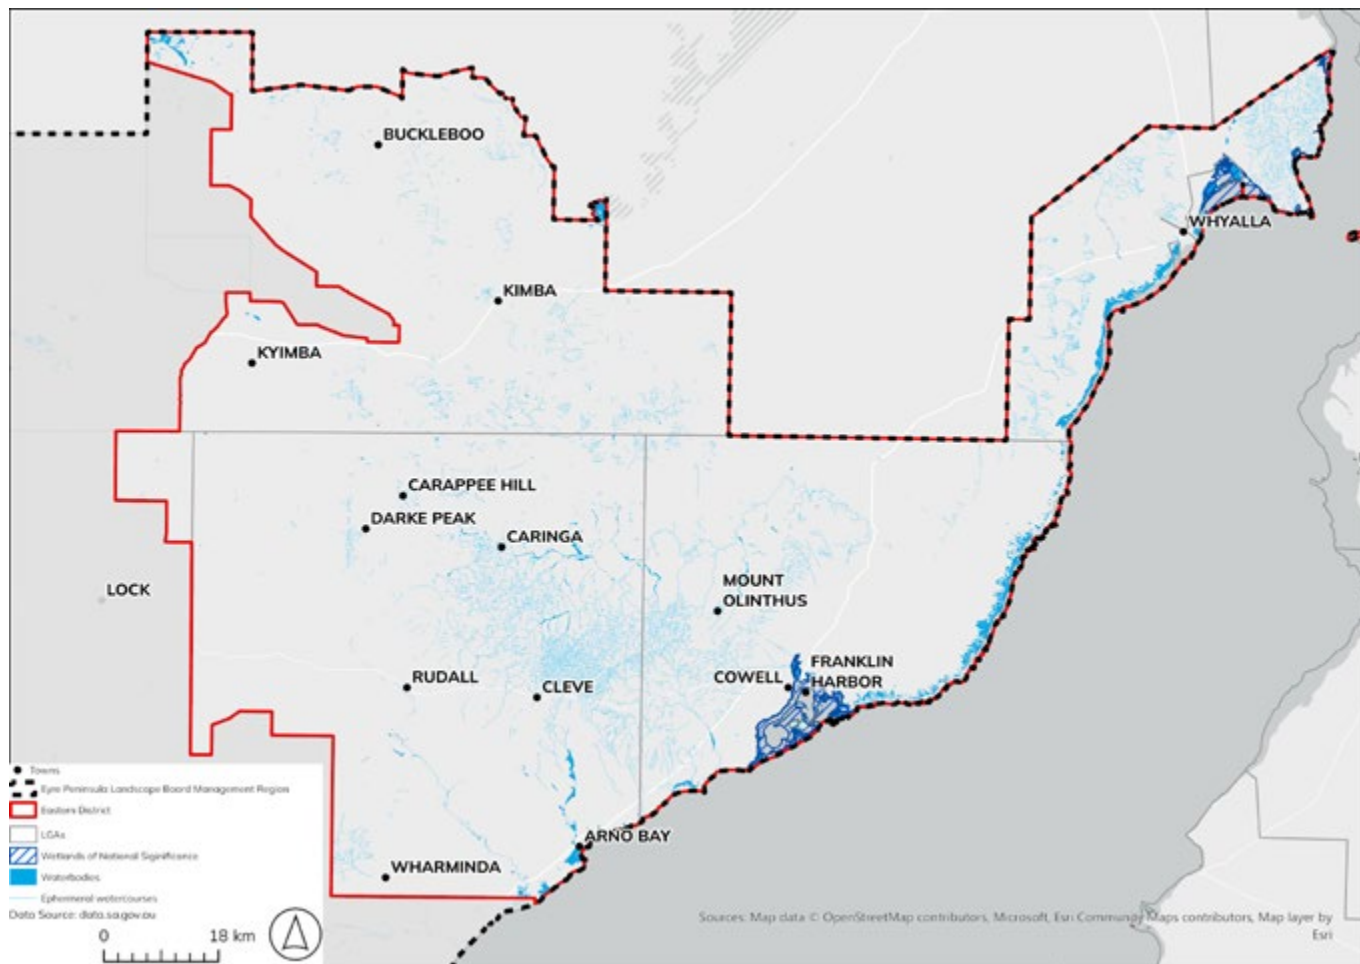 BUCKLEBOO
WHYALLA
KIMBA
KYIMBA
CARAPPEE HILL
DARKE PEAK
CARINGA
LOCK
MOUNT
OLINTHUS
FRANKLIN
HARBOR
COWELL
RUDALL
CLEVE
ARNO BAY
WHARMINDA
Towns
Eyre Peninsula Landscape Board Management Region
Eastern District
LGAs
Wetlands of National Siginificance
Waterbodies
Ephemeral watercourses
Data Source: data.sa.gov.au
0 18 km
Sources: Map data © OpenStreetMap contributors, Microsoft, Esri Community Maps contributors, Map layer by
Esri